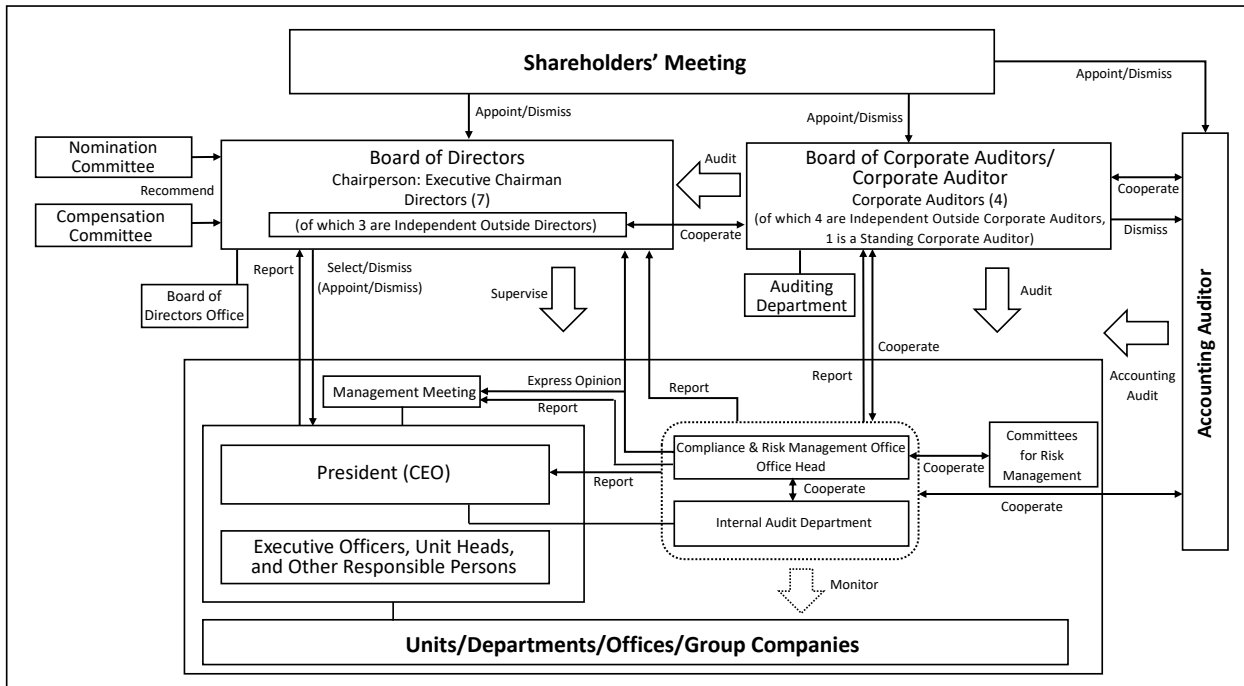 Shareholders' Meeting
Appoint/Dismiss
Appoint/Dismiss
Appoint/Dismiss
Nomination
Committee
Recommend
Compensation
Committee
Board of Directors
Chairperson: Executive Chairman
Directors (7)
(of which 3 are Independent Outside Directors)
Audit
Cooperate
Board of Corporate Auditors/
Corporate Auditor
Corporate Auditors (4)
(of which 4 are Independent Outside Corporate Auditors,
1 is a Standing Corporate Auditor)
Cooperate
Dismiss
Accounting Auditor
Board of
Directors Office
Report
Select/Dismiss
(Appoint/Dismiss)
Supervise
Auditing
Department
Audit
Cooperate
Report
Accounting
Audit
Management Meeting
Express Opinion
Report
Report
President (CEO)
Report
Compliance & Risk Management Office
Office Head
Cooperate
Internal Audit Department
Cooperate
Committees
for Risk
Management
Cooperate
Executive Officers, Unit Heads,
and Other Responsible Persons
Monitor
Units/Departments/Offices/Group Companies